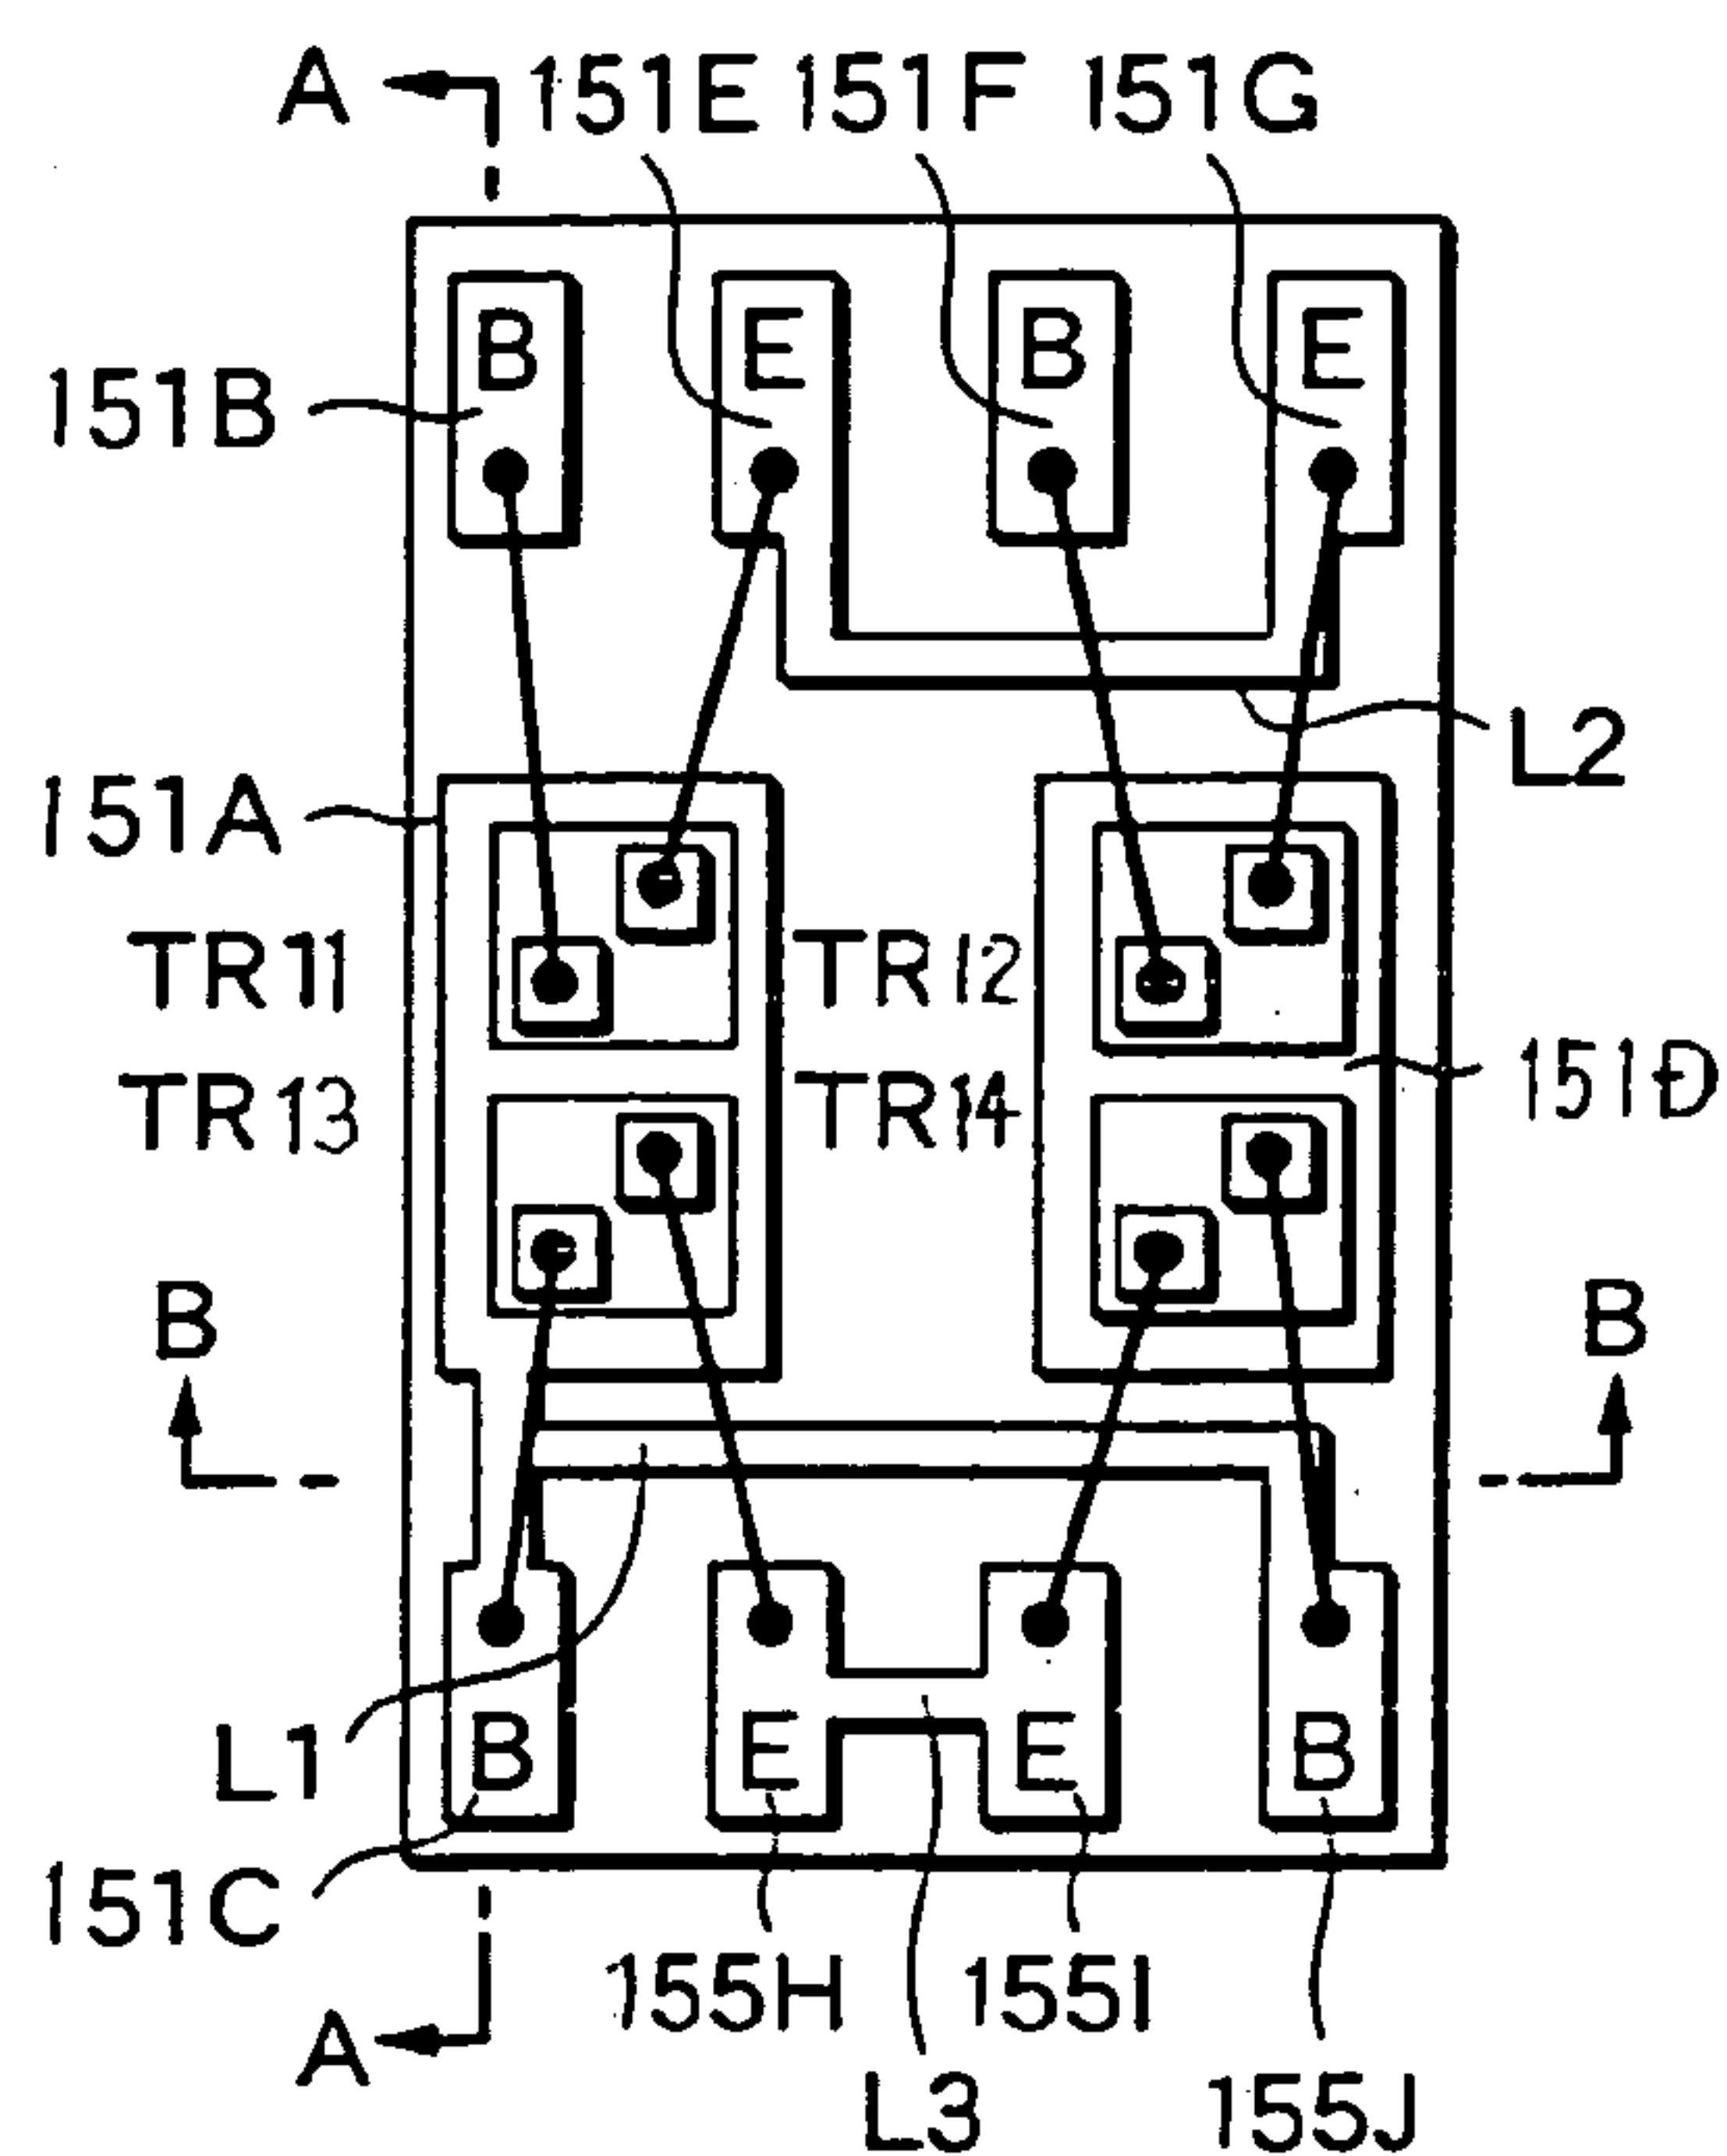 A 151E 151F 151G
B E B E
151B
L2
151A
TR11 TR12
151D
TR13 TR14
B B
L1 B E E B
151C
155H 155I
A
L3 155J